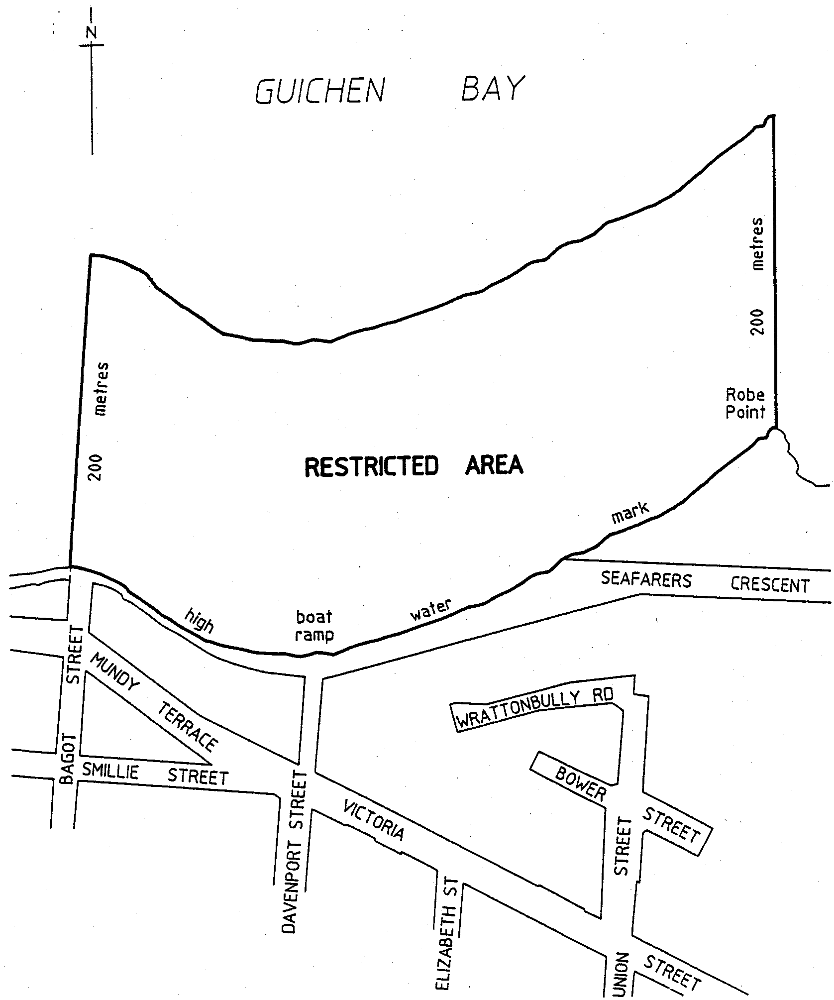 N
GUICHEN BAY
200 metres
200 metres
Robe
Point
RESTRICTED AREA
high water mark
boat
ramp
SEAFARERS CRESCENT
BAGOT STREET
MUNDY TERRACE
SMILLIE STREET
DAVENPORT STREET
VICTORIA STREET
ELIZABETH ST
WRATTONBULLY RD
BOWER STREET
UNION STREET